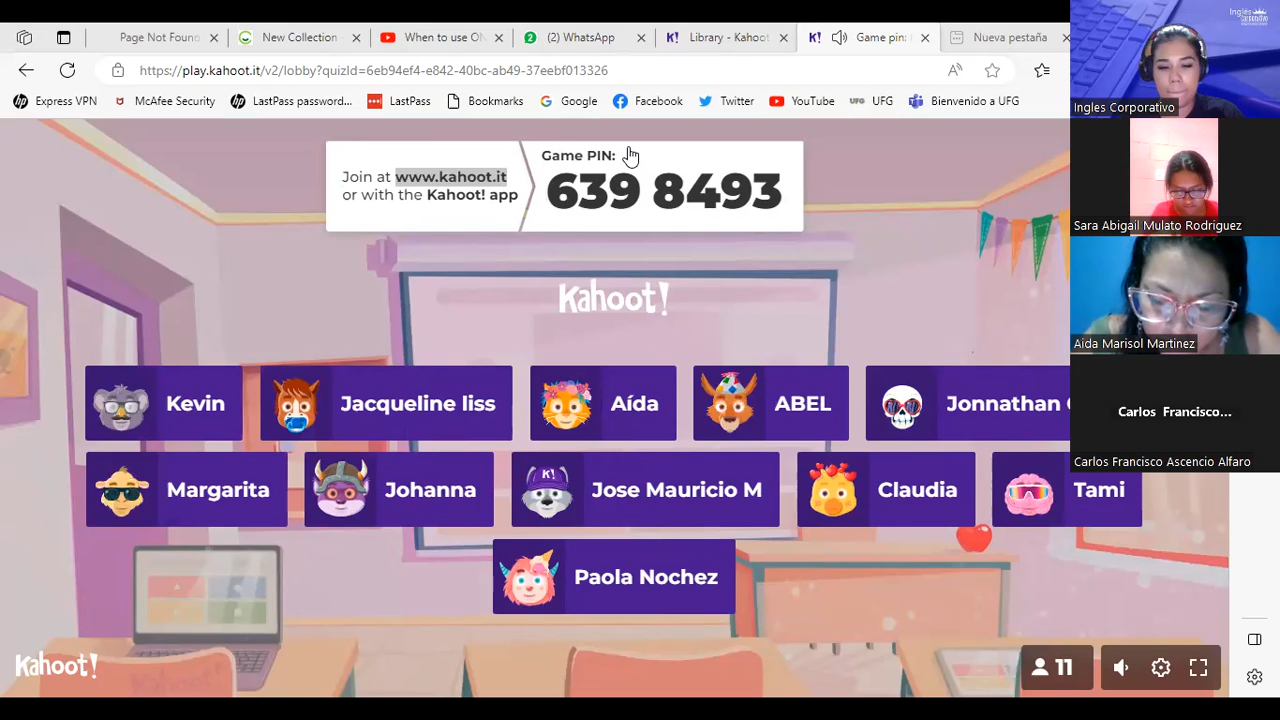 Page Not Foun
New Collection
When to use O
(2) WhatsApp
Library - Kahoot
Game pin:
Nueva pestaña
https://play.kahoot.it/v2/lobby?quizId=6eb94ef4-e842-40bc-ab49-37eebf013326
Express VPN
McAfee Security
LastPass password...
LastPass
Bookmarks
Google
Facebook
Twitter
YouTube
UFG
Bienvenido a UFG
Join at www.kahoot.it
or with the Kahoot! app
Game PIN:
639 8493
Kahoot!
Kevin
Jacqueline liss
Aída
ABEL
Jonnathan
Margarita
Johanna
Jose Mauricio M
Claudia
Tami
Paola Nochez
Kahoot!
11
Inglés
corporativo
Ingles Corporativo
Sara Abigail Mulato Rodriguez
Aida Marisol Martinez
Carlos Francisco...
Carlos Francisco Ascencio Alfaro